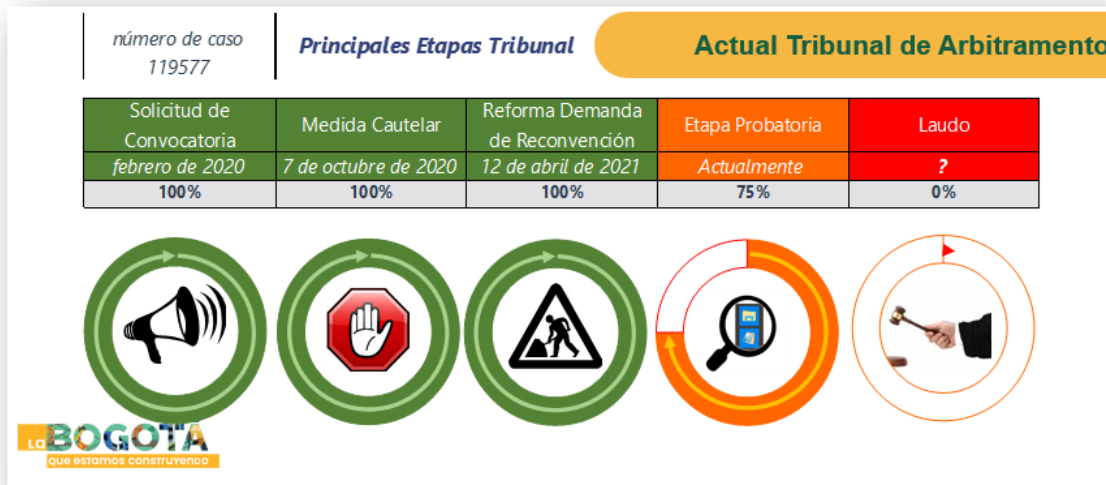 número de caso
119577
Principales Etapas Tribunal
Actual Tribunal de Arbitramento
Solicitud de
Convocatoria
Medida Cautelar
Reforma Demanda
de Reconvención
Etapa Probatoria
Laudo
febrero de 2020
7 de octubre de 2020
12 de abril de 2021
Actualmente
?
100%
100%
100%
75%
0%
La BOGOTÁ
que estamos construyendo